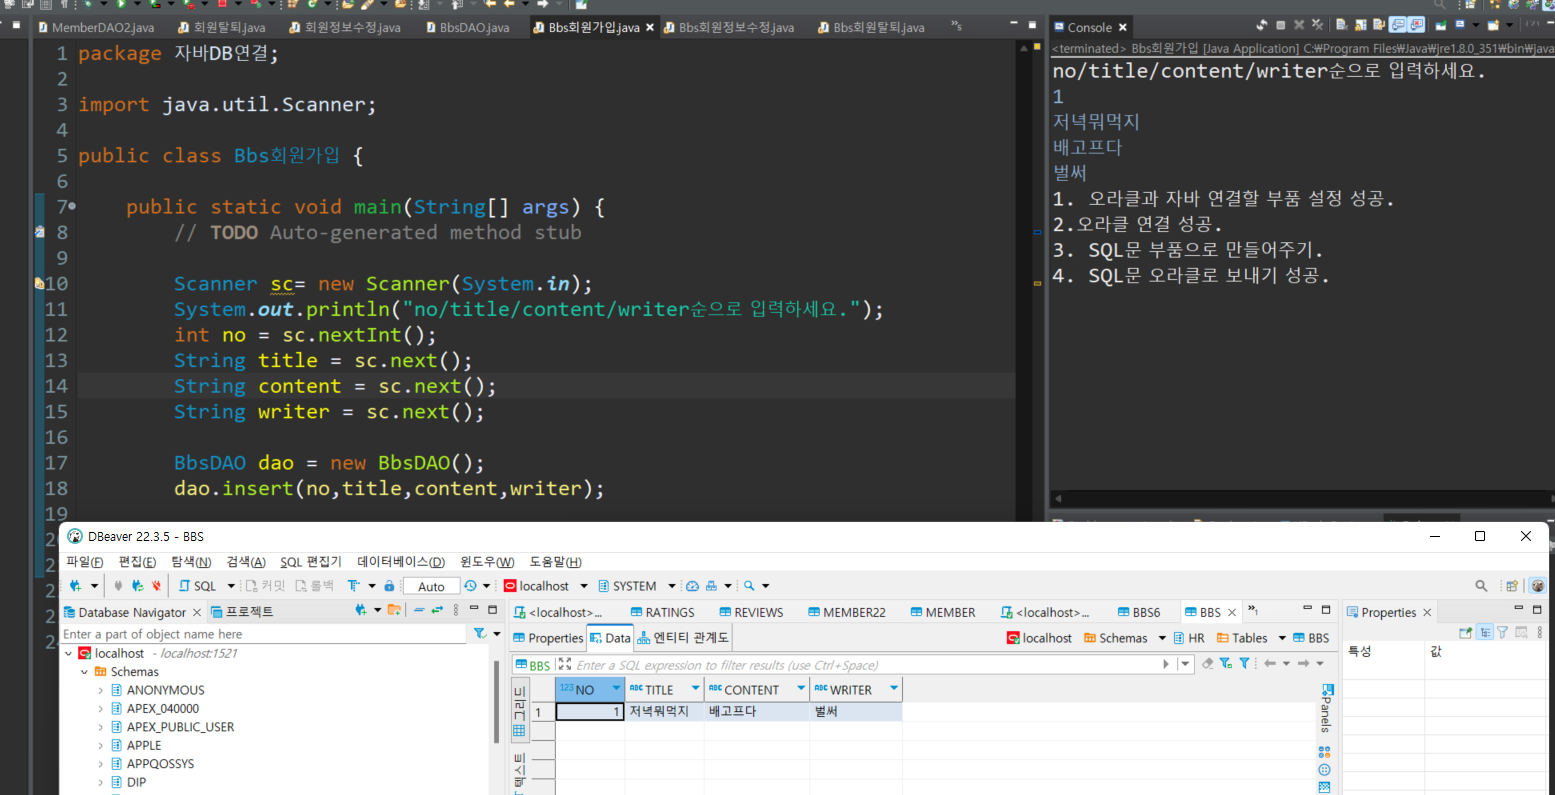 MemberDAO2.java
회원탈퇴.java
회원정보수정.java
BbsDAO.java
Bbs회원가입.java
Bbs회원정보수정.java
Bbs회원탈퇴.java
5
1 package 자바DB연결;
2
3 import java.util.Scanner;
4
5 public class Bbs회원가입 {
6
7 public static void main(String[] args) {
8 // TODO Auto-generated method stub
9
10 Scanner sc= new Scanner(System.in);
11 System.out.println("no/title/content/writer순으로 입력하세요.");
12 int no = sc.nextInt();
13 String title = sc.next();
14 String content = sc.next();
15 String writer = sc.next();
16
17 BbsDAO dao = new BbsDAO();
18 dao.insert(no,title,content,writer);
19
Console
<terminated> Bbs회원가입 [Java Application] C:₩Program Files₩Java₩jre1.8.0_351₩bin₩java
no/title/content/writer순으로 입력하세요.
1
저녁뭐먹지
배고프다
벌써
1. 오라클과 자바 연결할 부품 설정 성공.
2.오라클 연결 성공.
3. SQL문 부품으로 만들어주기.
4. SQL문 오라클로 보내기 성공.
DBeaver 22.3.5 - BBS
파일(F) 편집(E) 탐색(N) 검색(A) SQL 편집기 데이터베이스(D) 윈도우(W) 도움말(H)
SQL 커밋 롤백 Auto localhost SYSTEM
Database Navigator 프로젝트
Enter a part of object name here
localhost - localhost:1521
Schemas
ANONYMOUS
APEX_040000
APEX_PUBLIC_USER
APPLE
APPQOSSYS
DIP
<localhost>... RATINGS REVIEWS MEMBER22 MEMBER <localhost>... BBS6 BBS
1
Properties Data 엔티티 관계도
localhost Schemas HR Tables BBS
BBS Enter a SQL expression to filter results (use Ctrl+Space)
그리드
텍스트
123 NO ABC TITLE ABC CONTENT ABC WRITER
1 1 저녁뭐먹지 배고프다 벌써
Panels
Properties
특성 값